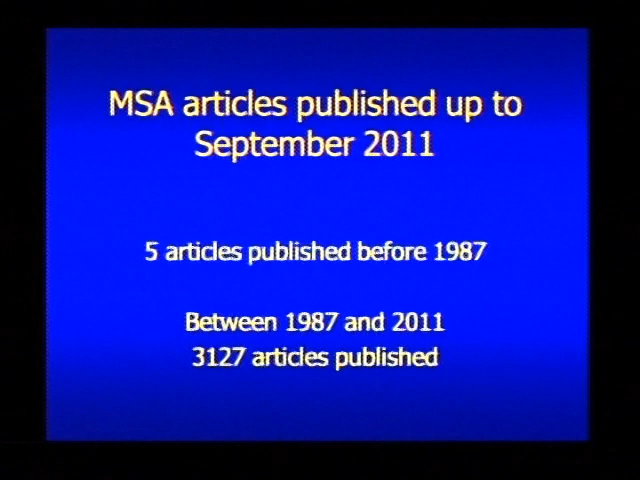 MSA articles published up to
September 2011
5 articles published before 1987
Between 1987 and 2011
3127 articles published